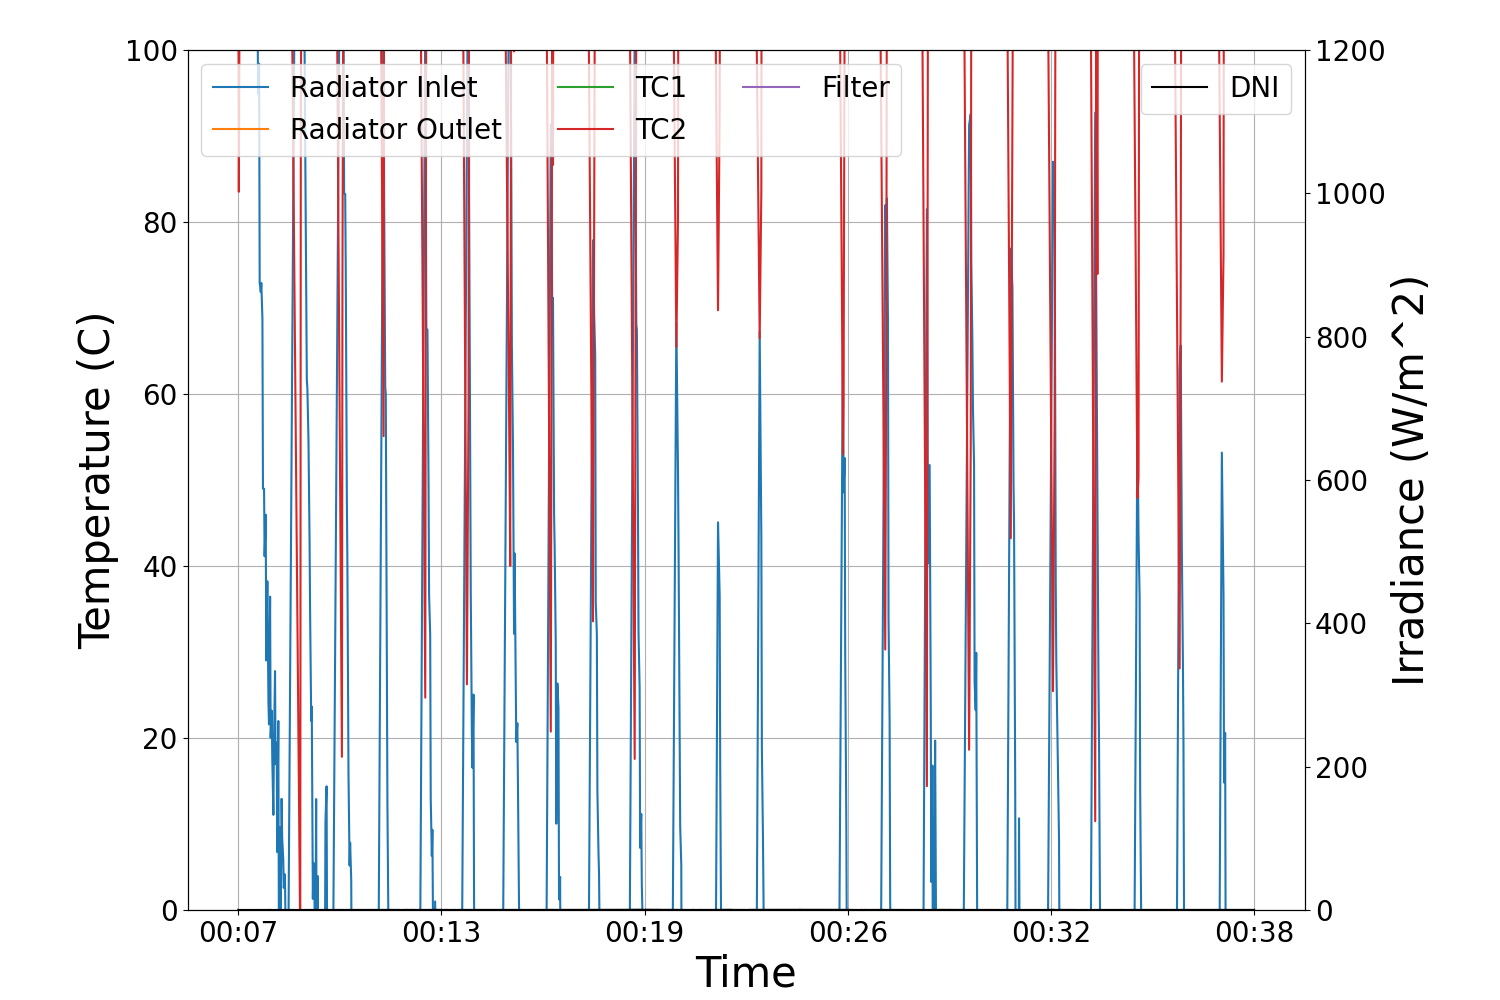 100
80
60
40
20
0
Temperature (C)
Radiator Inlet
Radiator Outlet
TC1
TC2
Filter
DNI
1200
1000
800
600
400
200
0
Irradiance (W/m^2)
00:07
00:13
00:19
00:26
00:32
00:38
Time